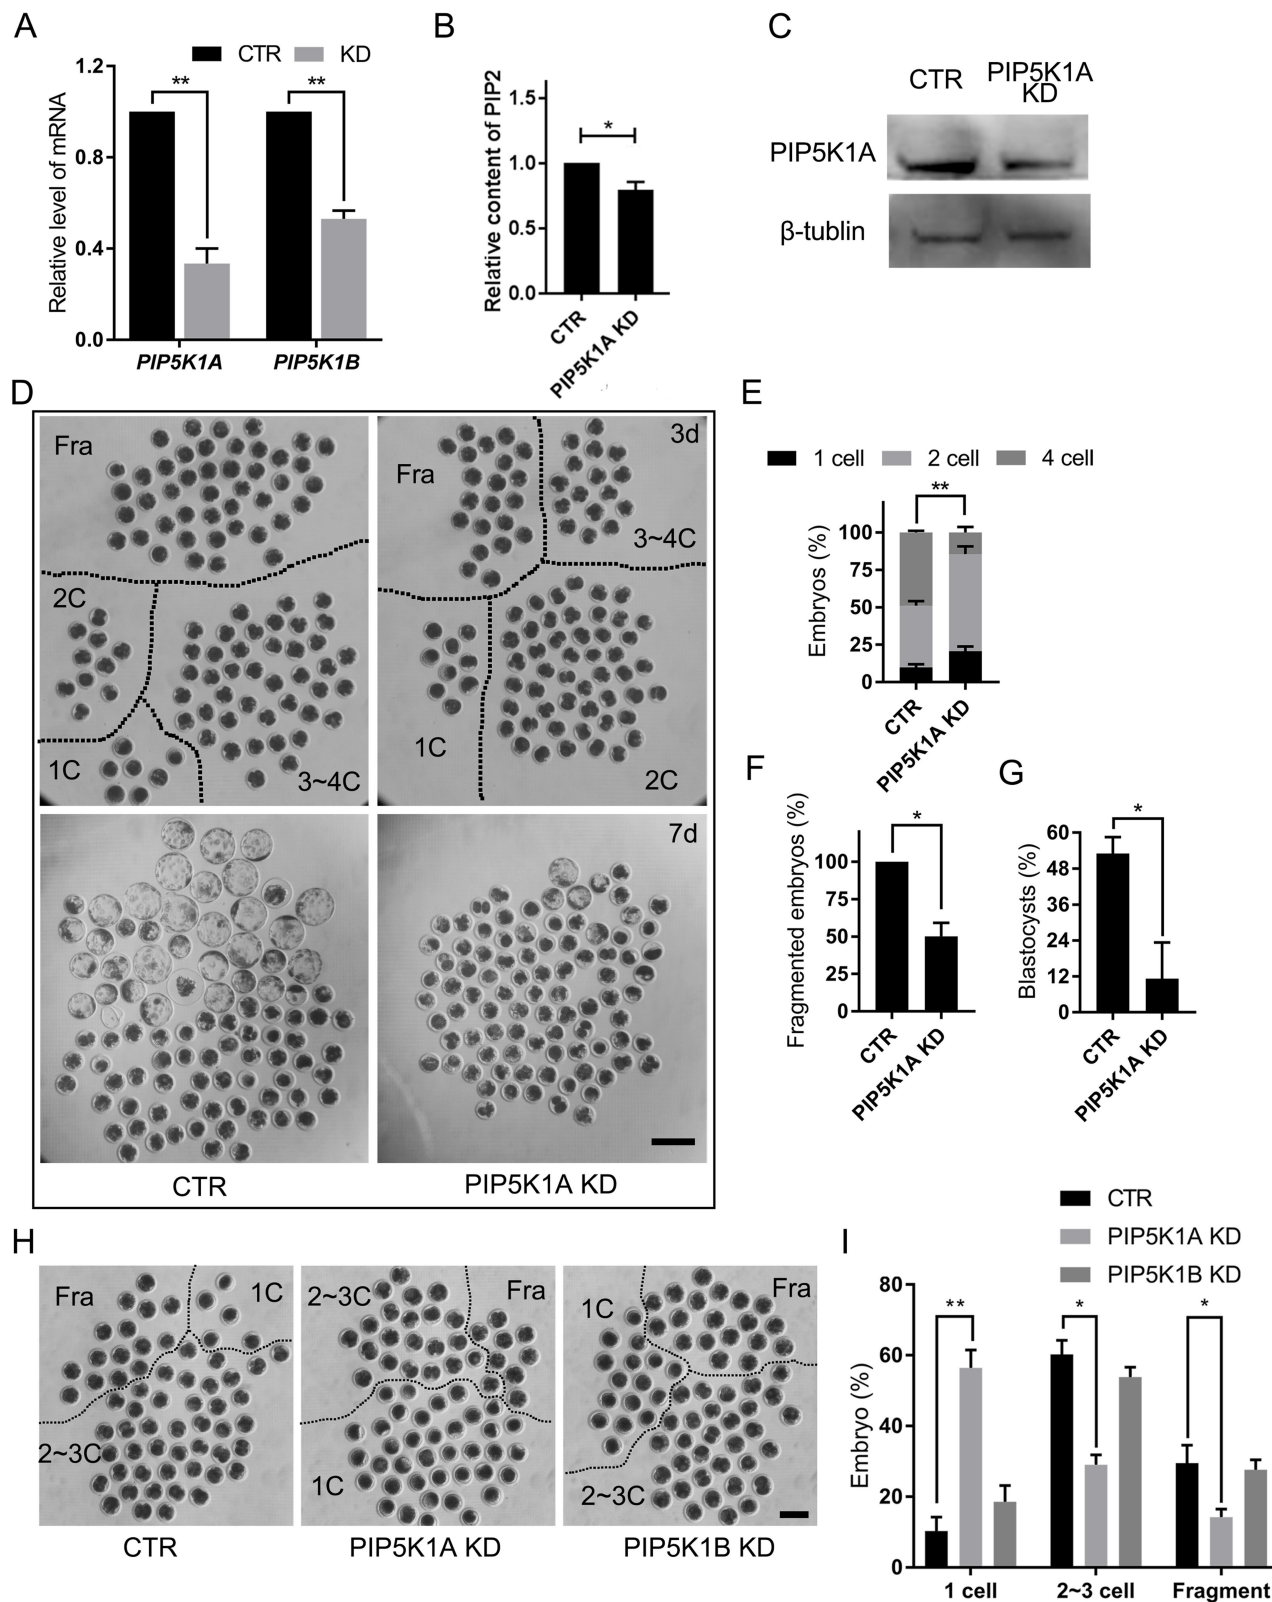 A
CTR KD
Relative level of mRNA
1.2
0.8
0.4
0.0
** **
PIP5K1A PIP5K1B
B
Relative content of PIP2
1.5
1.0
0.5
0.0
*
CTR
PIP5K1A KD
C
CTR
PIP5K1A
KD
PIP5K1A
β-tublin
D
Fra
2C
1C
3~4C
Fra
3d
3~4C
1C
2C
7d
CTR
PIP5K1A KD
E
1 cell 2 cell 4 cell
**
Embryos (%)
100
75
50
25
0
CTR
PIP5K1A KD
F
Fragmented embryos (%)
100
75
50
25
0
*
CTR
PIP5K1A KD
G
Blastocysts (%)
60
48
36
24
12
0
*
CTR
PIP5K1A KD
H
Fra
1C
2~3C
CTR
2~3C
Fra
1C
PIP5K1A KD
1C
Fra
2~3C
PIP5K1B KD
I
CTR
PIP5K1A KD
PIP5K1B KD
Embryo (%)
80
60
40
20
0
** * *
1 cell 2~3 cell Fragment